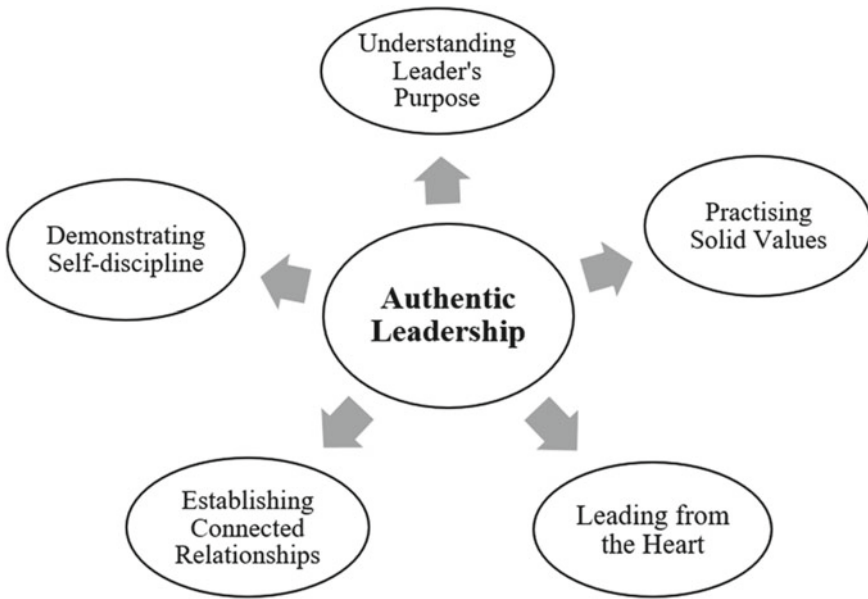 Understanding
Leader's
Purpose
Practising
Solid Values
Demonstrating
Self-discipline
Authentic
Leadership
Establishing
Connected
Relationships
Leading from
the Heart